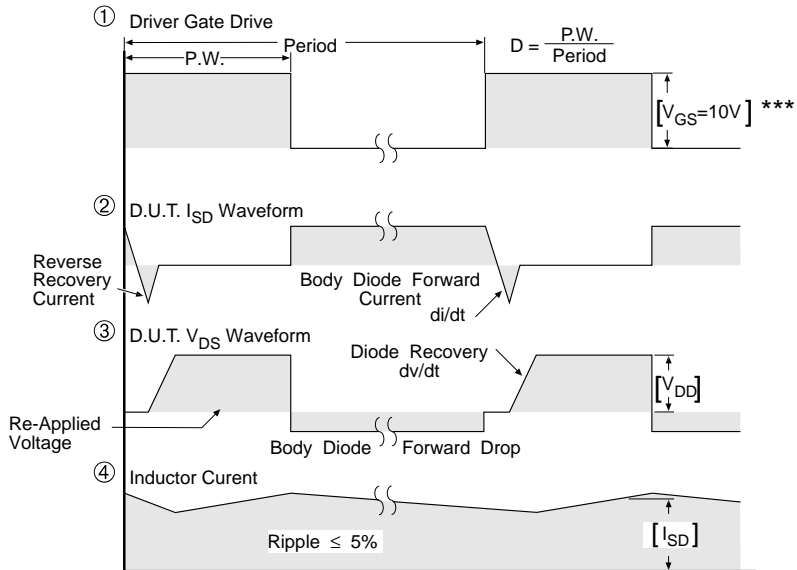 ① Driver Gate Drive
Period
P.W.
D = P.W.
Period
[VGS=10V] ***
② D.U.T. ISD Waveform
Reverse
Recovery
Current
Body Diode Forward
Current
di/dt
③ D.U.T. VDS Waveform
Diode Recovery
dv/dt
[VDD]
Re-Applied
Voltage
Body Diode Forward Drop
④ Inductor Curent
Ripple ≤ 5%
[ISD]